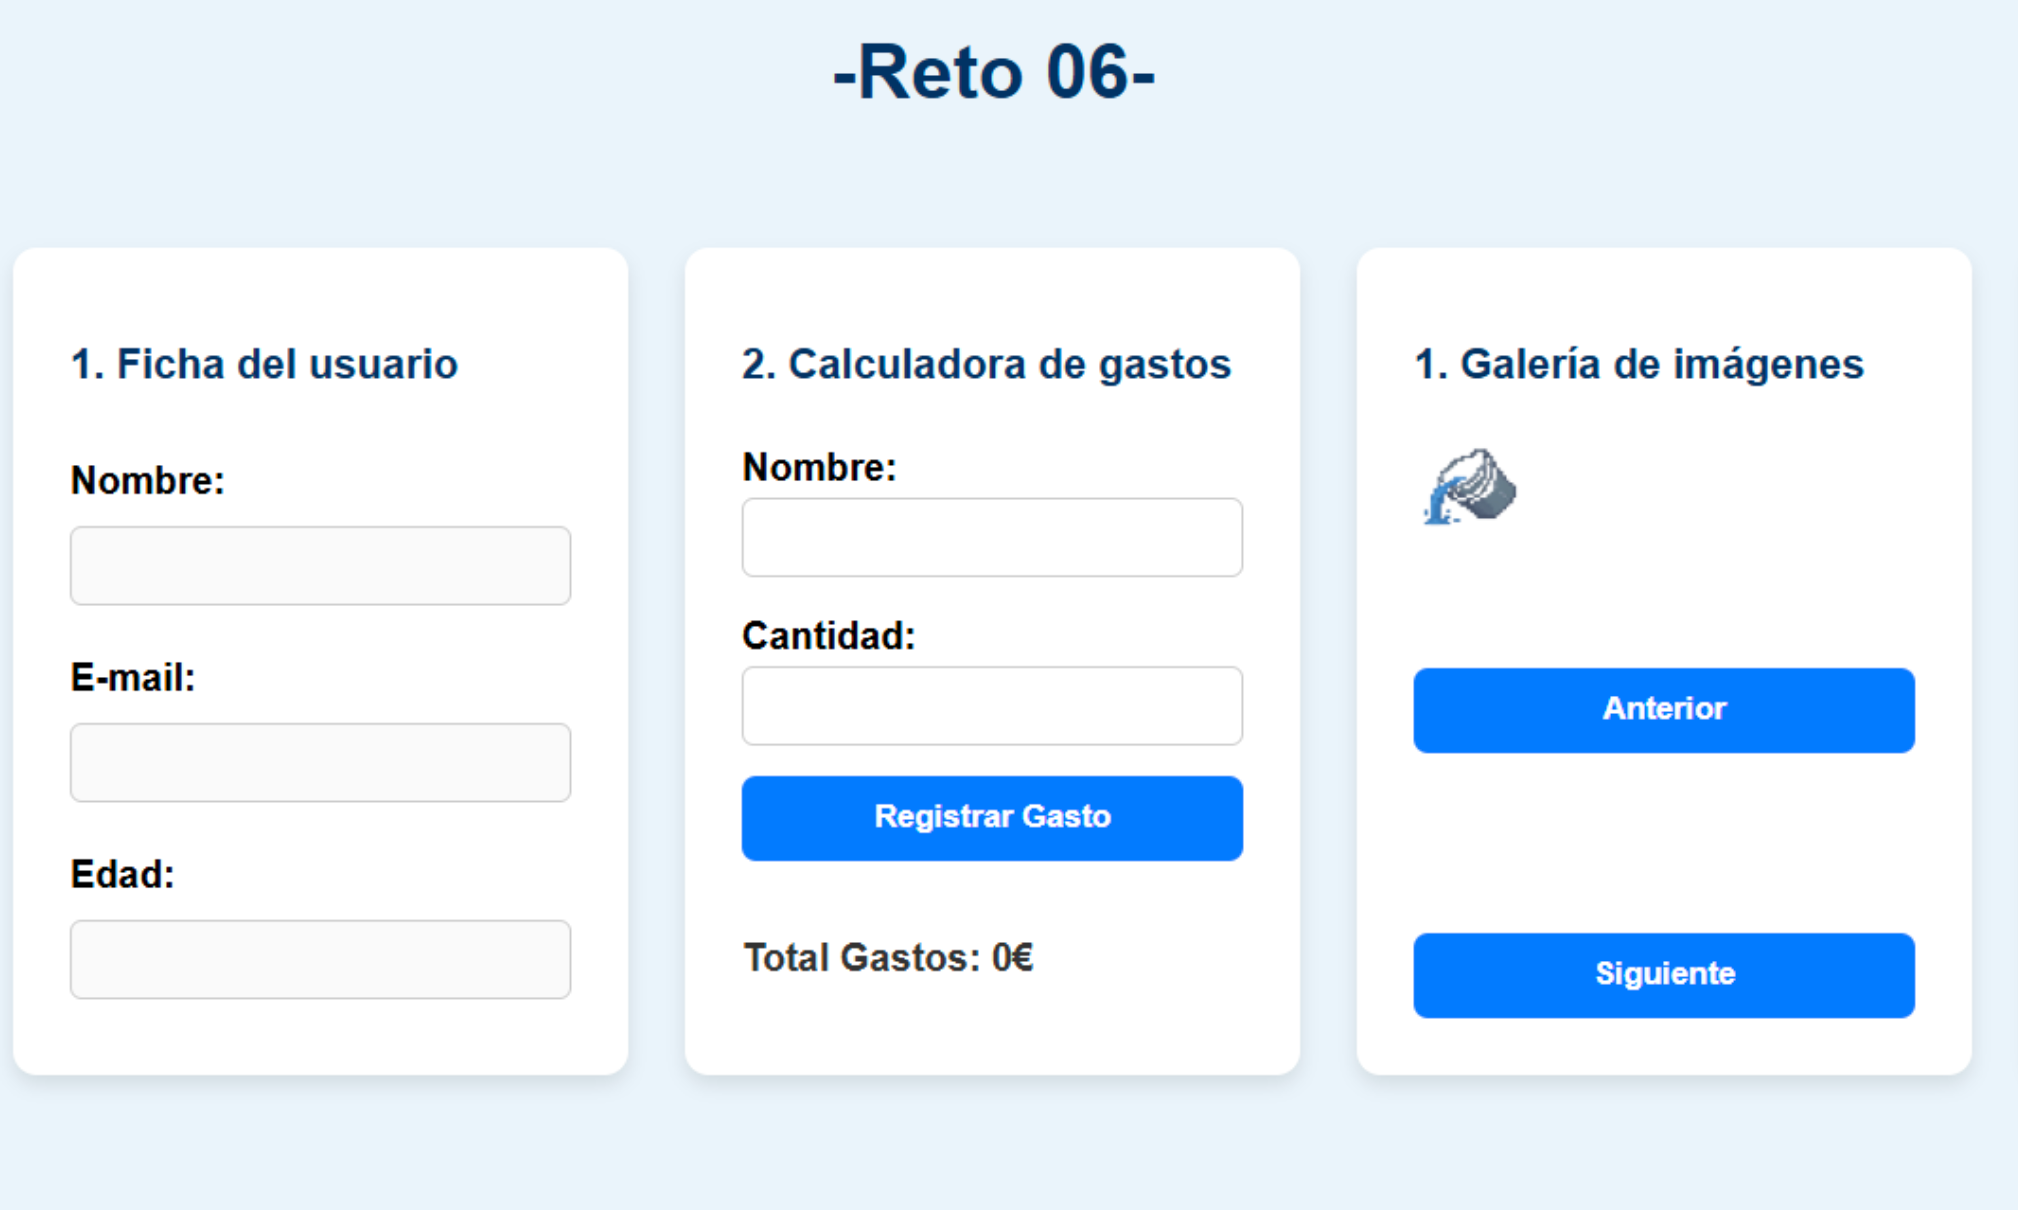 -Reto 06-
1. Ficha del usuario
Nombre:
E-mail:
Edad:
2. Calculadora de gastos
Nombre:
Cantidad:
Registrar Gasto
Total Gastos: 0€
1. Galería de imágenes
Anterior
Siguiente